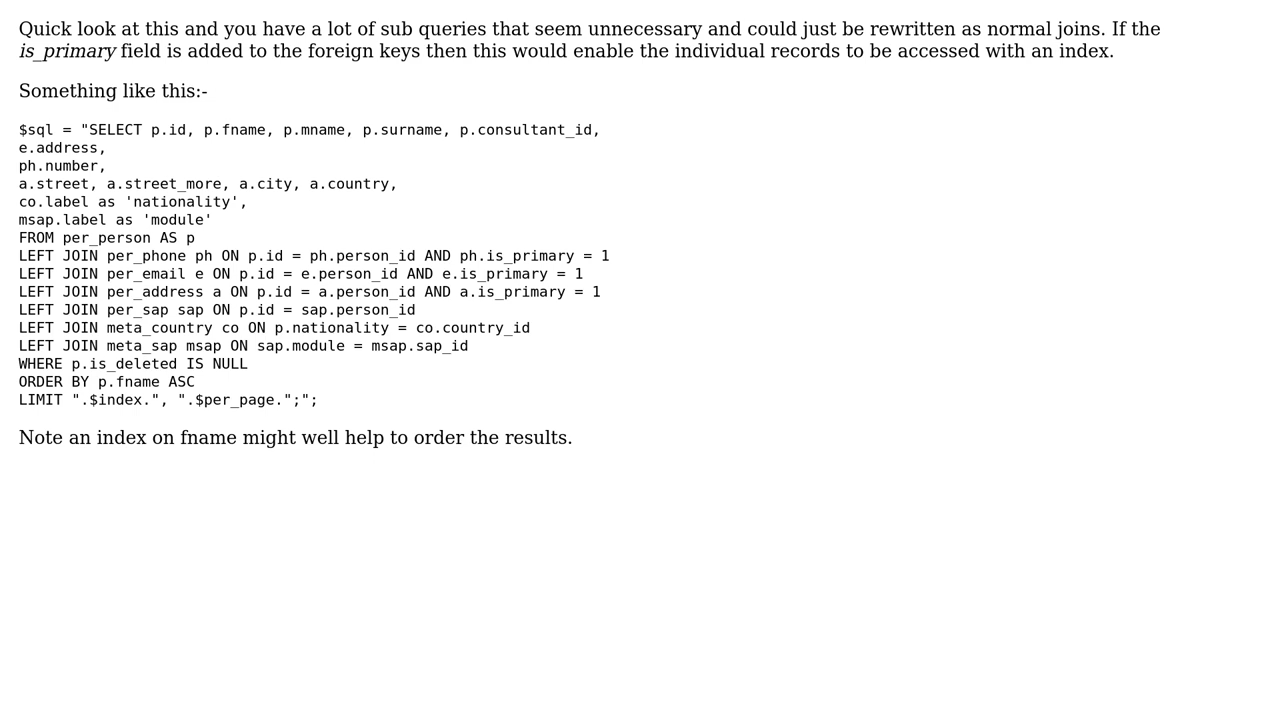 Quick look at this and you have a lot of sub queries that seem unnecessary and could just be rewritten as normal joins. If the
is_primary field is added to the foreign keys then this would enable the individual records to be accessed with an index.
Something like this:-
$sql = "SELECT p.id, p.fname, p.mname, p.surname, p.consultant_id,
e.address,
ph.number,
a.street, a.street_more, a.city, a.country,
co.label as 'nationality',
msap.label as 'module'
FROM per_person AS p
LEFT JOIN per_phone ph ON p.id = ph.person_id AND ph.is_primary = 1
LEFT JOIN per_email e ON p.id = e.person_id AND e.is_primary = 1
LEFT JOIN per_address a ON p.id = a.person_id AND a.is_primary = 1
LEFT JOIN per_sap sap ON p.id = sap.person_id
LEFT JOIN meta_country co ON p.nationality = co.country_id
LEFT JOIN meta_sap msap ON sap.module = msap.sap_id
WHERE p.is_deleted IS NULL
ORDER BY p.fname ASC
LIMIT ".$index.", ".$per_page.";";
Note an index on fname might well help to order the results.